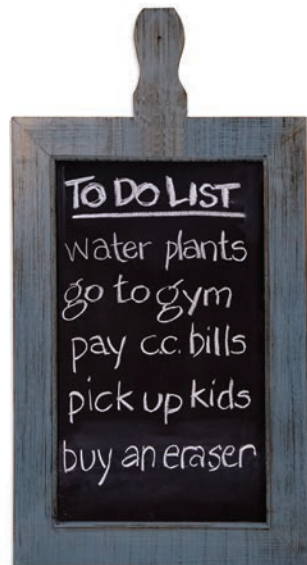 TO DO LIST
water plants
go to gym
pay c.c. bills
pick up kids
buy an eraser